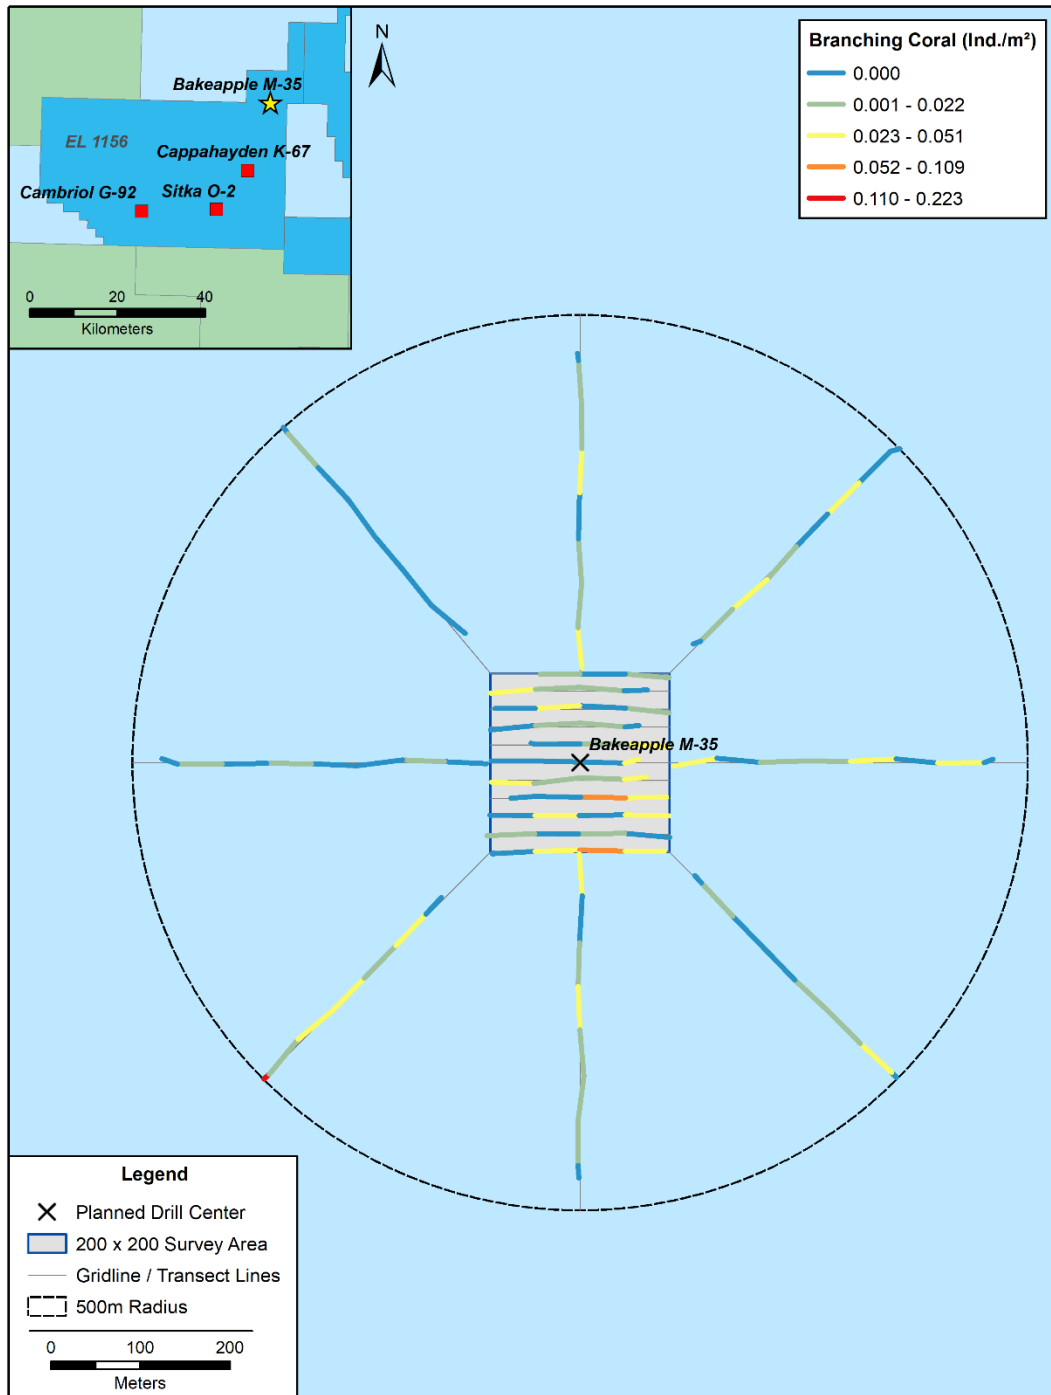 Bakeapple M-35
EL 1156
Cappahayden K-67
Cambriol G-92
Sitka O-2
0 20 40
Kilometers
N
Branching Coral (Ind./m²)
0.000
0.001 - 0.022
0.023 - 0.051
0.052 - 0.109
0.110 - 0.223
Bakeapple M-35
Legend
Planned Drill Center
200 x 200 Survey Area
Gridline / Transect Lines
500m Radius
0 100 200
Meters